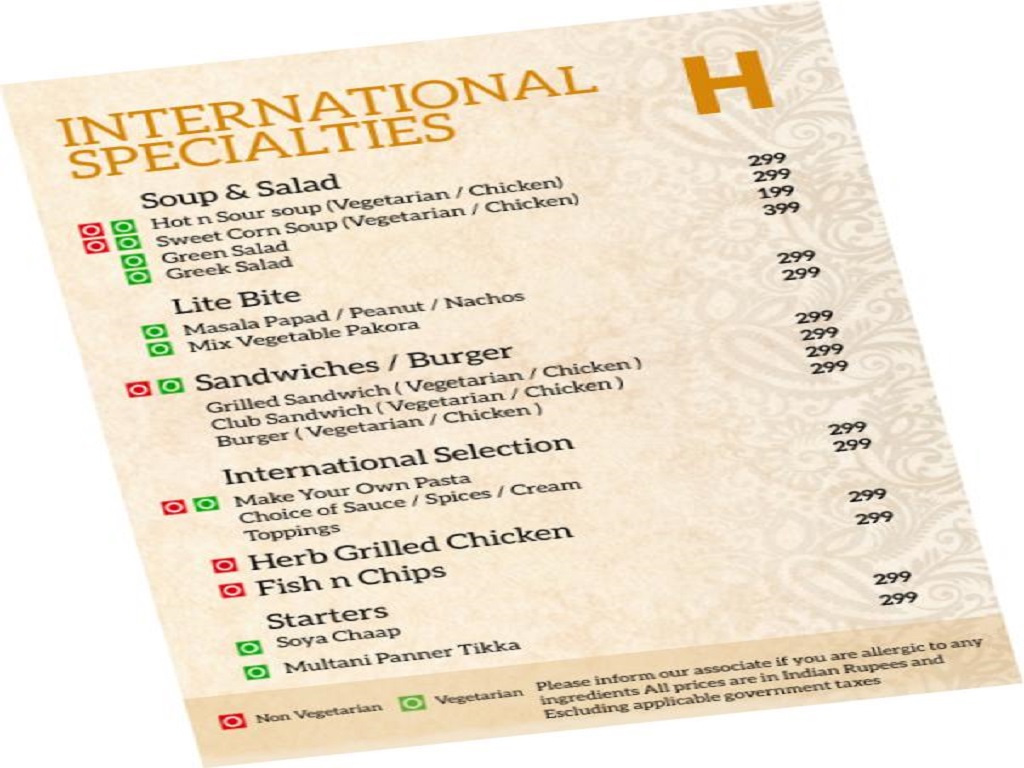 H
INTERNATIONAL
SPECIALTIES
Soup & Salad
Hot n Sour soup (Vegetarian / Chicken) 299
Sweet Corn Soup (Vegetarian / Chicken) 299
Green Salad 199
Greek Salad 399
Lite Bite
Masala Papad / Peanut / Nachos 299
Mix Vegetable Pakora 299
Sandwiches / Burger 299
Grilled Sandwich ( Vegetarian / Chicken ) 299
Club Sandwich ( Vegetarian / Chicken ) 299
Burger ( Vegetarian / Chicken ) 299
International Selection
Make Your Own Pasta 299
Choice of Sauce / Spices / Cream 299
Toppings
Herb Grilled Chicken 299
Fish n Chips 299
Starters
Soya Chaap 299
Multani Panner Tikka 299
Non Vegetarian Vegetarian
Please inform our associate if you are allergic to any
ingredients All prices are in Indian Rupees and
Escluding applicable government taxes